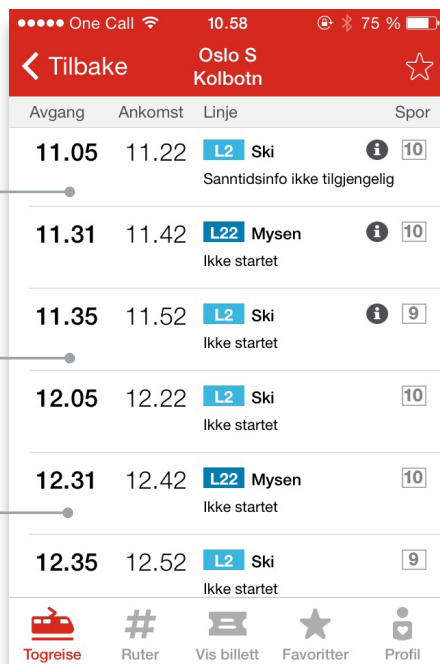 One Call 10.58 75 %
Tilbake Oslo S
Kolbotn
Avgang Ankomst Linje Spor
11.05 11.22 L2 Ski 10
Sanntidsinfo ikke tilgjengelig
11.31 11.42 L22 Mysen 10
Ikke startet
11.35 11.52 L2 Ski 9
Ikke startet
12.05 12.22 L2 Ski 10
Ikke startet
12.31 12.42 L22 Mysen 10
Ikke startet
12.35 12.52 L2 Ski 9
Ikke startet
Togreise Ruter Vis billett Favoritter Profil